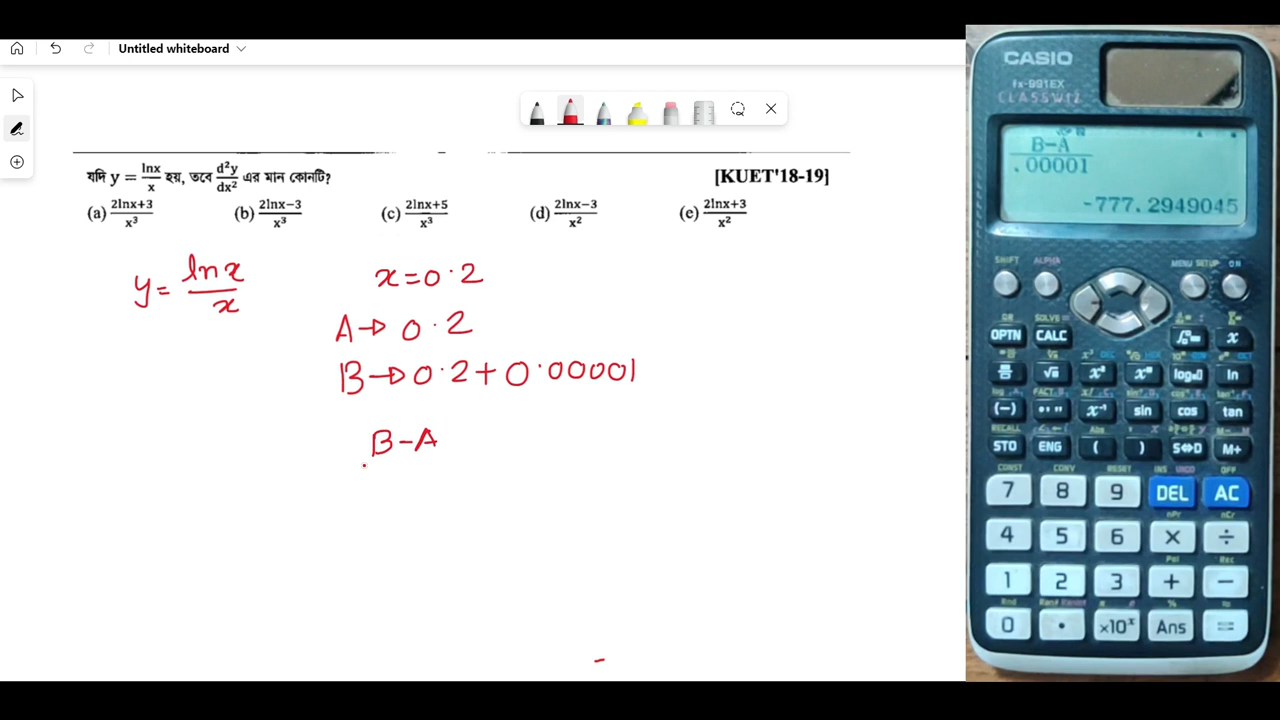 Untitled whiteboard
যদি y = lnx/x হয়, তবে d²y/dx² এর মান কোনটি? [KUET'18-19]
(a) 2lnx+3/x³ (b) 2lnx−3/x³ (c) 2lnx+5/x³ (d) 2lnx−3/x² (e) 2lnx+3/x²
y = lnx/x
x = 0.2
A → 0.2
B → 0.2 + 0.00001
B-A
CASIO
fx-991EX
CLASSWIZ
B-A
.00001
-777.2949045
SHIFT ALPHA MENU SETUP ON
OPTN CALC x
x² log ln
(−) x⁻¹ sin cos tan
STO ENG ( ) S⇔D M+
7 8 9 DEL AC
4 5 6 × ÷
1 2 3 + −
0 . ×10ˣ Ans =